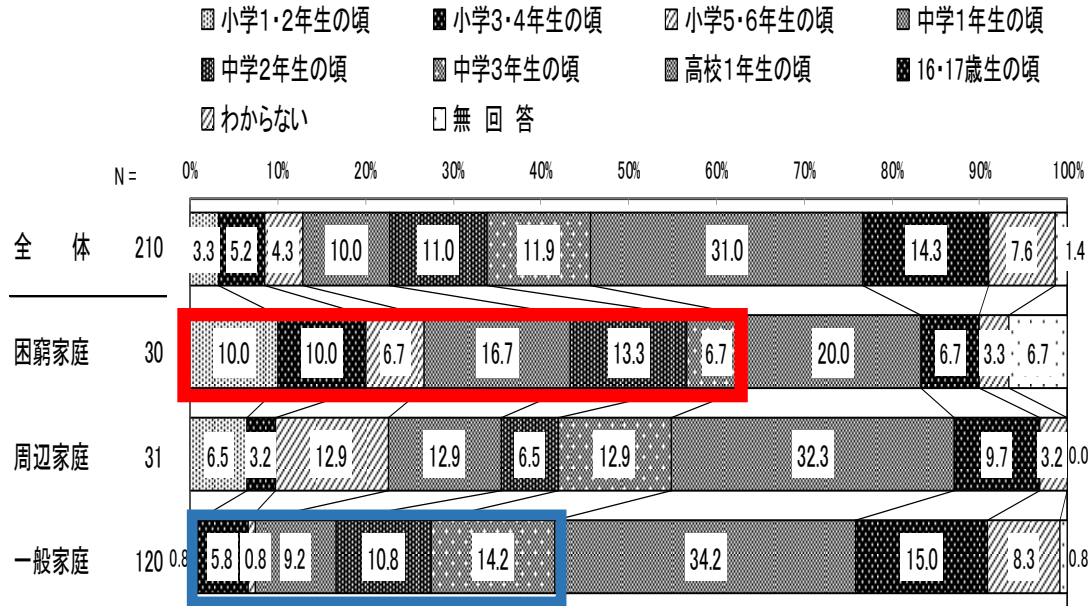 小学1・2年生の頃 小学3・4年生の頃 小学5・6年生の頃 中学1年生の頃
中学2年生の頃 中学3年生の頃 高校1年生の頃 16・17歳生の頃
わからない 無 回 答
N= 0% 10% 20% 30% 40% 50% 60% 70% 80% 90% 100%
全 体 210 3.3 5.2 4.3 10.0 11.0 11.9 31.0 14.3 7.6 1.4
困窮家庭 30 10.0 10.0 6.7 16.7 13.3 6.7 20.0 6.7 3.3 6.7
周辺家庭 31 6.5 3.2 12.9 12.9 6.5 12.9 32.3 9.7 3.2 0.0
一般家庭 120 0.8 5.8 0.8 9.2 10.8 14.2 34.2 15.0 8.3 0.8